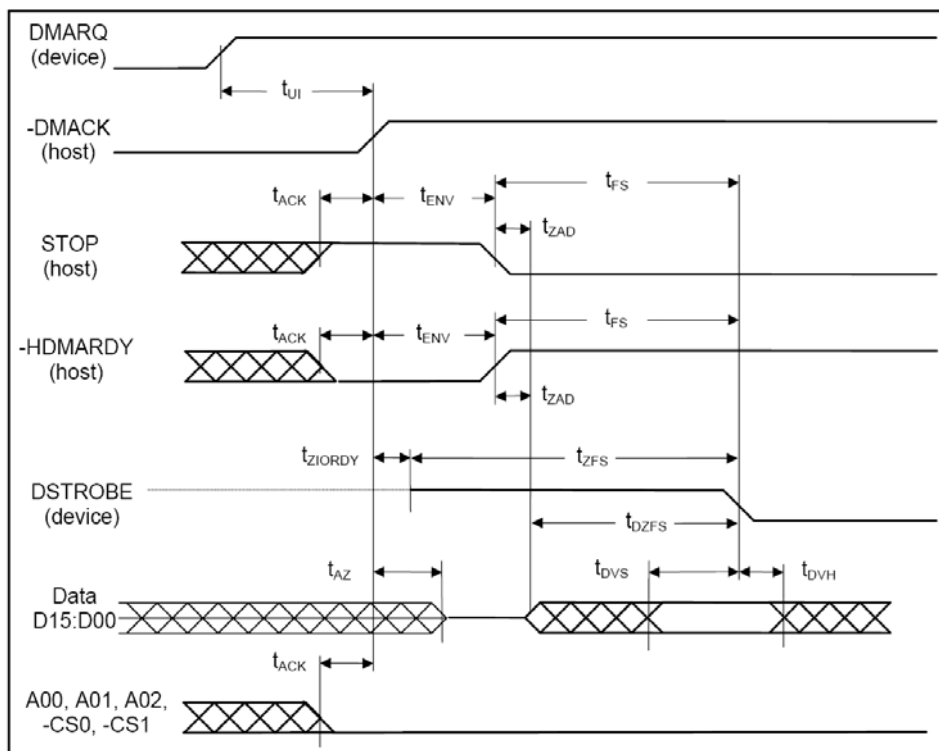 DMARQ
(device)
tUI
-DMACK
(host)
tACK
tENV
tFS
tZAD
STOP
(host)
tACK
tENV
tFS
-HDMARDY
(host)
tZAD
tZIORDY
tZFS
DSTROBE
(device)
tDZFS
tAZ
tDVS
tDVH
Data
D15:D00
tACK
A00, A01, A02,
-CS0, -CS1